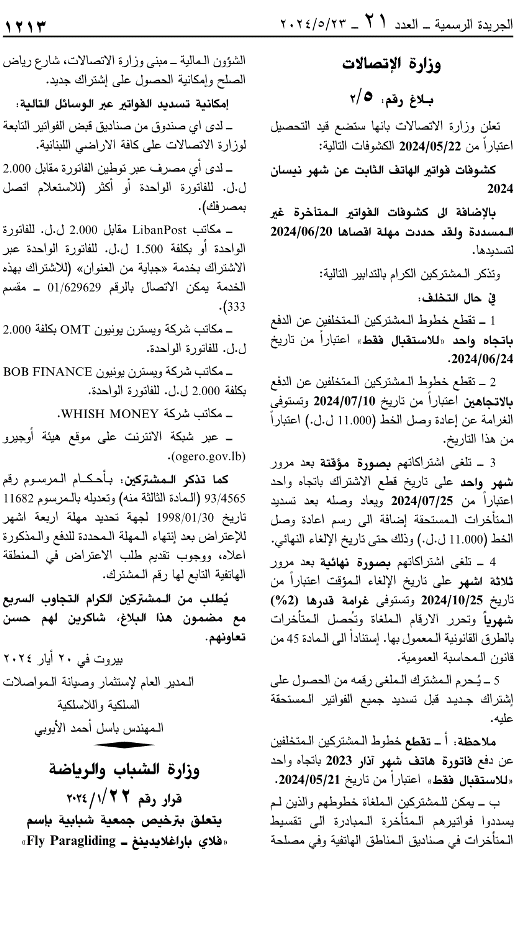 الجريدة الرسمية ــ العدد ٢١ ــ ٢٠٢٤/٥/٢٣
١٢١٣
وزارة الإتصالات
بـلاغ رقم: ٢/٥
تعلن وزارة الاتصالات بانها ستضع قيد التحصيل
اعتباراً من 2024/05/22 الكشوفات التالية:
كشوفات فواتير الهاتف الثابت عن شهر نيسان
2024
بالإضافة الى كشوفات الفواتير المتأخرة غير
المسددة ولقد حددت مهلة اقصاها 2024/06/20
لتسديدها.
وتذكر المشتركين الكرام بالتدابير التالية:
في حال التخلف:
1 ــ تقطع خطوط المشتركين المتخلفين عن الدفع
باتجاه واحد «للاستقبال فقط» اعتباراً من تاريخ
2024/06/24.
2 ــ تقطع خطوط المشتركين المتخلفين عن الدفع
بالاتجاهين اعتباراً من تاريخ 2024/07/10 وتستوفى
الغرامة عن إعادة وصل الخط (11.000 ل.ل.) اعتباراً
من هذا التاريخ.
3 ــ تلغى اشتراكاتهم بصورة مؤقتة بعد مرور
شهر واحد على تاريخ قطع الاشتراك باتجاه واحد
اعتباراً من 2024/07/25 ويعاد وصله بعد تسديد
المتأخرات المستحقة إضافة الى رسم اعادة وصل
الخط (11.000 ل.ل.) وذلك حتى تاريخ الإلغاء النهائي.
4 ــ تلغى اشتراكاتهم بصورة نهائية بعد مرور
ثلاثة اشهر على تاريخ الإلغاء المؤقت اعتباراً من
تاريخ 2024/10/25 وتستوفى غرامة قدرها (2%)
شهرياً وتحرر الارقام الملغاة وتُحصل المتأخرات
بالطرق القانونية المعمول بها. إستناداً الى المادة 45 من
قانون المحاسبة العمومية.
5 ــ يُحرم المشترك الملغى رقمه من الحصول على
إشتراك جديد قبل تسديد جميع الفواتير المستحقة
عليه.
ملاحظة: أ ــ تقطع خطوط المشتركين المتخلفين
عن دفع فاتورة هاتف شهر آذار 2023 باتجاه واحد
«للاستقبال فقط» اعتباراً من تاريخ 2024/05/21.
ب ــ يمكن للمشتركين الملغاة خطوطهم والذين لم
يسددوا فواتيرهم المتأخرة المبادرة الى تقسيط
المتأخرات في صناديق المناطق الهاتفية وفي مصلحة
الشؤون المالية ــ مبنى وزارة الاتصالات، شارع رياض
الصلح وإمكانية الحصول على إشتراك جديد.
إمكانية تسديد الفواتير عبر الوسائل التالية:
ــ لدى اي صندوق من صناديق قبض الفواتير التابعة
لوزارة الاتصالات على كافة الاراضي اللبنانية.
ــ لدى أي مصرف عبر توطين الفاتورة مقابل 2.000
ل.ل. للفاتورة الواحدة أو أكثر (للاستعلام اتصل
بمصرفك).
ــ مكاتب LibanPost مقابل 2.000 ل.ل. للفاتورة
الواحدة أو بكلفة 1.500 ل.ل. للفاتورة الواحدة عبر
الاشتراك بخدمة «جباية من العنوان» (للاشتراك بهذه
الخدمة يمكن الاتصال بالرقم 01/629629 ــ مقسم
333).
ــ مكاتب شركة ويسترن يونيون OMT بكلفة 2.000
ل.ل. للفاتورة الواحدة.
ــ مكاتب شركة ويسترن يونيون BOB FINANCE
بكلفة 2.000 ل.ل. للفاتورة الواحدة.
ــ مكاتب شركة WHISH MONEY.
ــ عبر شبكة الانترنت على موقع هيئة أوجيرو
(ogero.gov.lb).
كما تذكر المشتركين: بأحكام المرسوم رقم
93/4565 (المادة الثالثة منه) وتعديله بالمرسوم 11682
تاريخ 1998/01/30 لجهة تحديد مهلة اربعة اشهر
للإعتراض بعد إنتهاء المهلة المحددة للدفع والمذكورة
اعلاه، ووجوب تقديم طلب الاعتراض في المنطقة
الهاتفية التابع لها رقم المشترك.
يُطلب من المشتركين الكرام التجاوب السريع
مع مضمون هذا البلاغ، شاكرين لهم حسن
تعاونهم.
بيروت في ٢٠ أيار ٢٠٢٤
المدير العام لإستثمار وصيانة المواصلات
السلكية واللاسلكية
المهندس باسل أحمد الأيوبي
وزارة الشباب والرياضة
قرار رقم ٢٠٢٤/١/٢٢
يتعلق بترخيص جمعية شبابية بإسم
«فلاي باراغلايدينغ ــ Fly Paragliding»